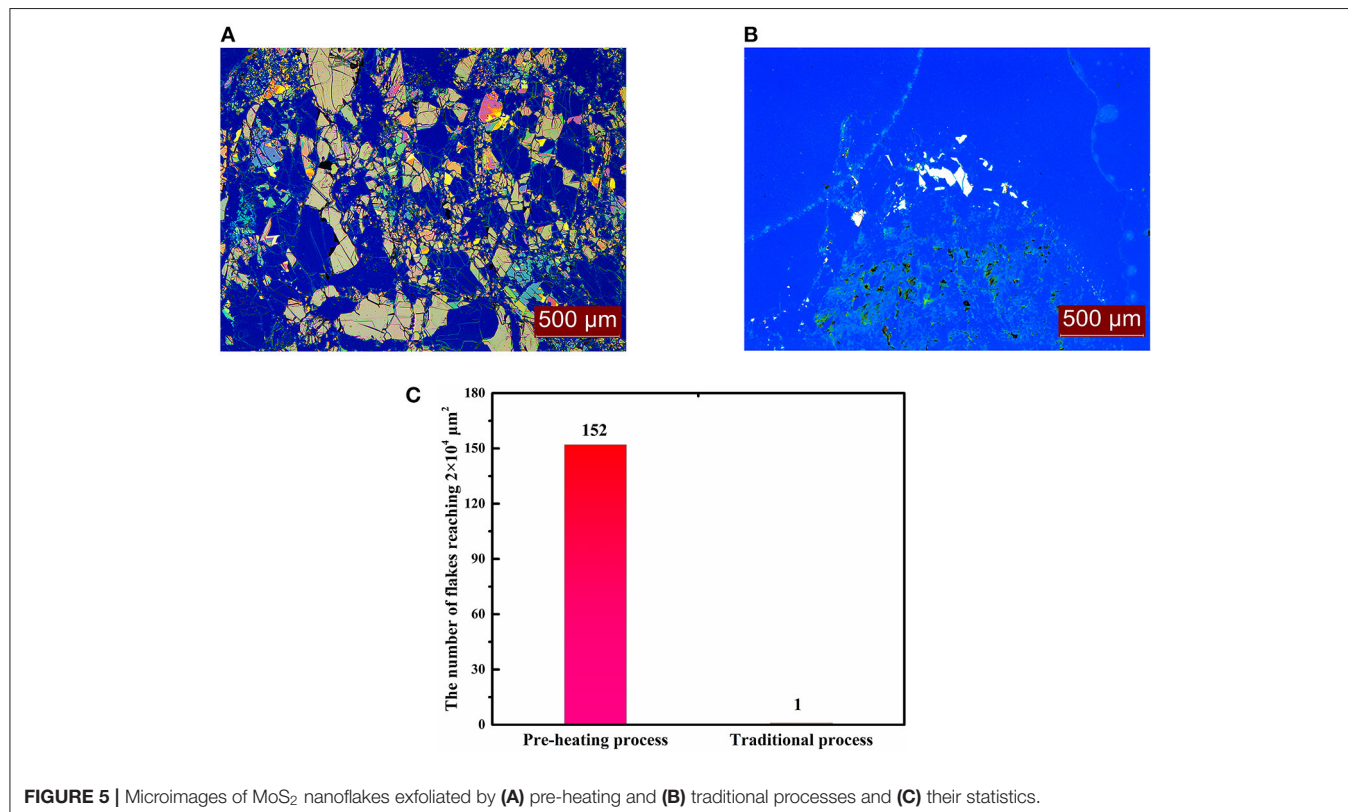 A
B
500 µm
500 µm
C
The number of flakes reaching 2×10⁴ µm²
180
150
120
90
60
30
0
152
1
Pre-heating process
Traditional process
FIGURE 5 | Microimages of MoS₂ nanoflakes exfoliated by (A) pre-heating and (B) traditional processes and (C) their statistics.